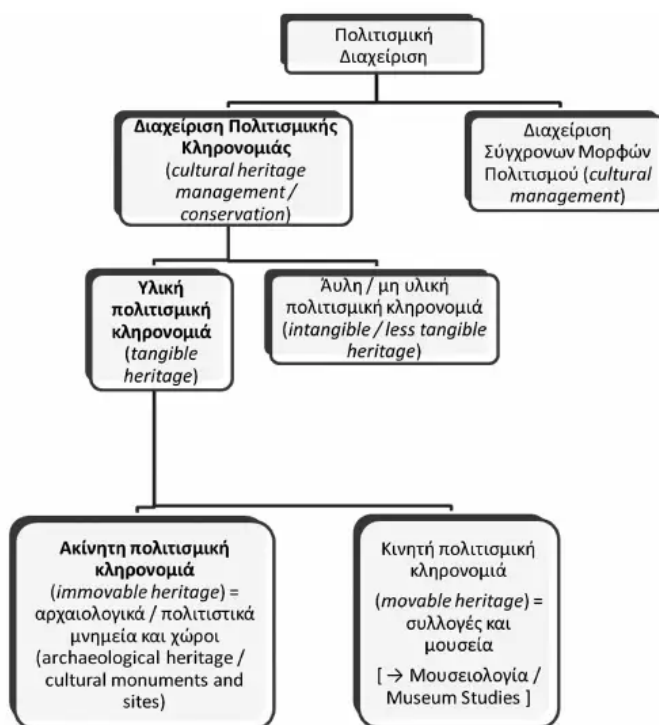 Πολιτισμική
Διαχείριση
Διαχείριση Πολιτισμικής
Κληρονομιάς
(cultural heritage
management /
conservation)
Διαχείριση
Σύγχρονων Μορφών
Πολιτισμού (cultural
management)
Υλική
πολιτισμική
κληρονομιά
(tangible
heritage)
Άυλη / μη υλική
πολιτισμική κληρονομιά
(intangible / less tangible
heritage)
Ακίνητη πολιτισμική
κληρονομιά
(immovable heritage) =
αρχαιολογικά / πολιτιστικά
μνημεία και χώροι
(archaeological heritage /
cultural monuments and
sites)
Κινητή πολιτισμική
κληρονομιά
(movable heritage) =
συλλογές και
μουσεία
[ → Μουσειολογία /
Museum Studies ]